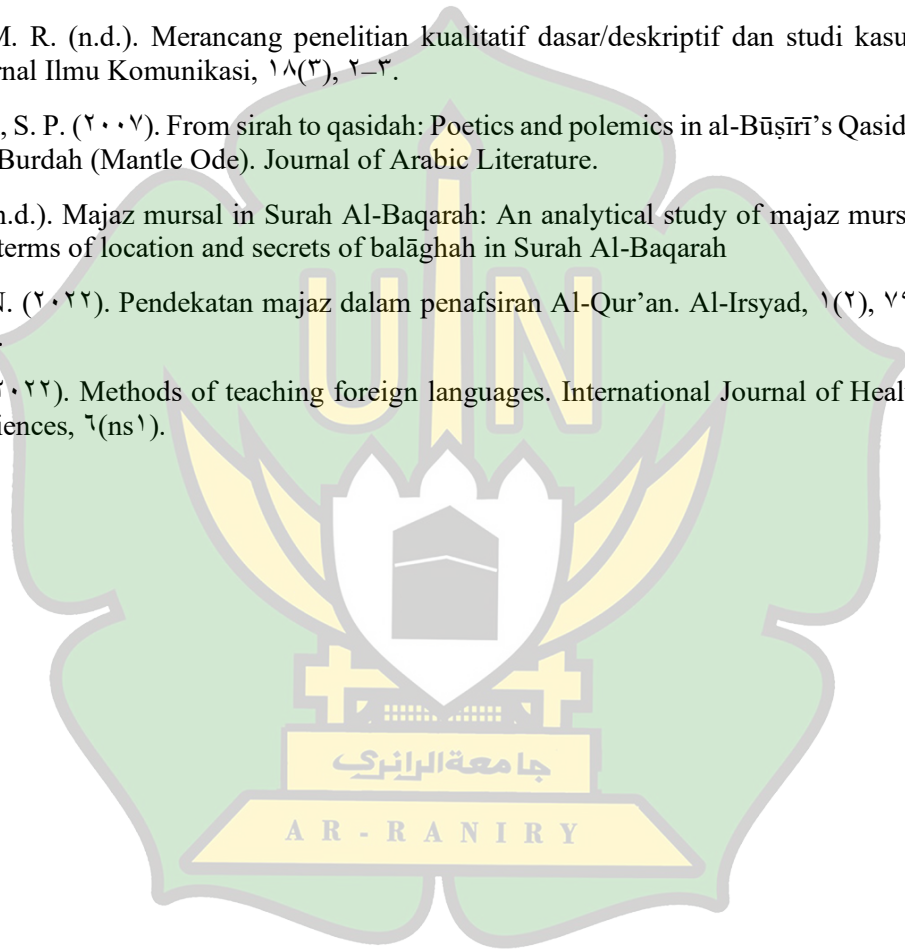 M. R. (n.d.). Merancang penelitian kualitatif dasar/deskriptif dan studi kasu
rnal Ilmu Komunikasi, ١٨(٣), ٢–٣.
, S. P. (٢٠٠٧). From sirah to qasidah: Poetics and polemics in al-Būṣīrī’s Qasid
Burdah (Mantle Ode). Journal of Arabic Literature.
n.d.). Majaz mursal in Surah Al-Baqarah: An analytical study of majaz murs
terms of location and secrets of balāghah in Surah Al-Baqarah
N. (٢٠٢٢). Pendekatan majaz dalam penafsiran Al-Qur’an. Al-Irsyad, ١(٢), ٧٩
٢٠٢٢). Methods of teaching foreign languages. International Journal of Heal
iences, ٦(ns١).
UIN
جامعة الرانري
AR-RANIRY